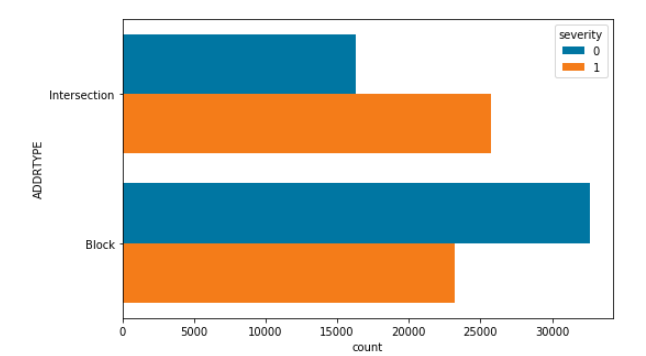 severity
0
1
Intersection
ADDRTYPE
Block
0 5000 10000 15000 20000 25000 30000
count